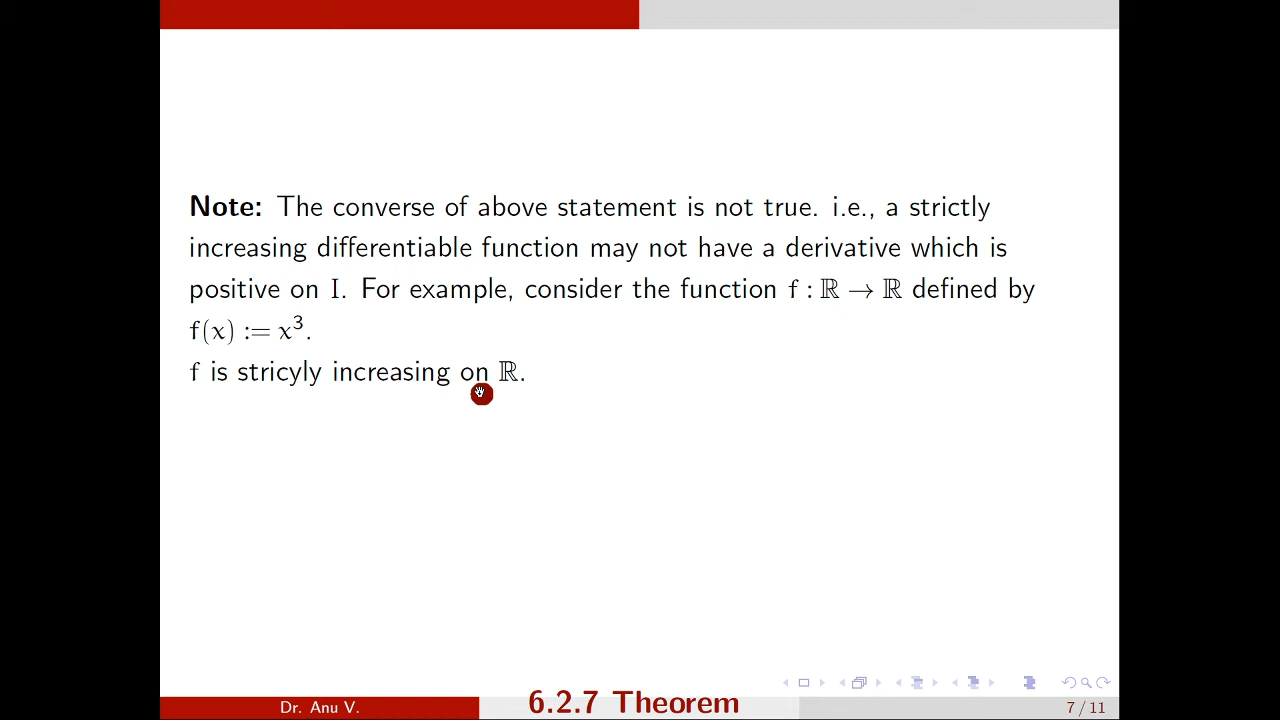 Note: The converse of above statement is not true. i.e., a strictly
increasing differentiable function may not have a derivative which is
positive on I. For example, consider the function f : ℝ → ℝ defined by
f(x) := x³.
f is stricyly increasing on ℝ.
Dr. Anu V.
6.2.7 Theorem
7 / 11